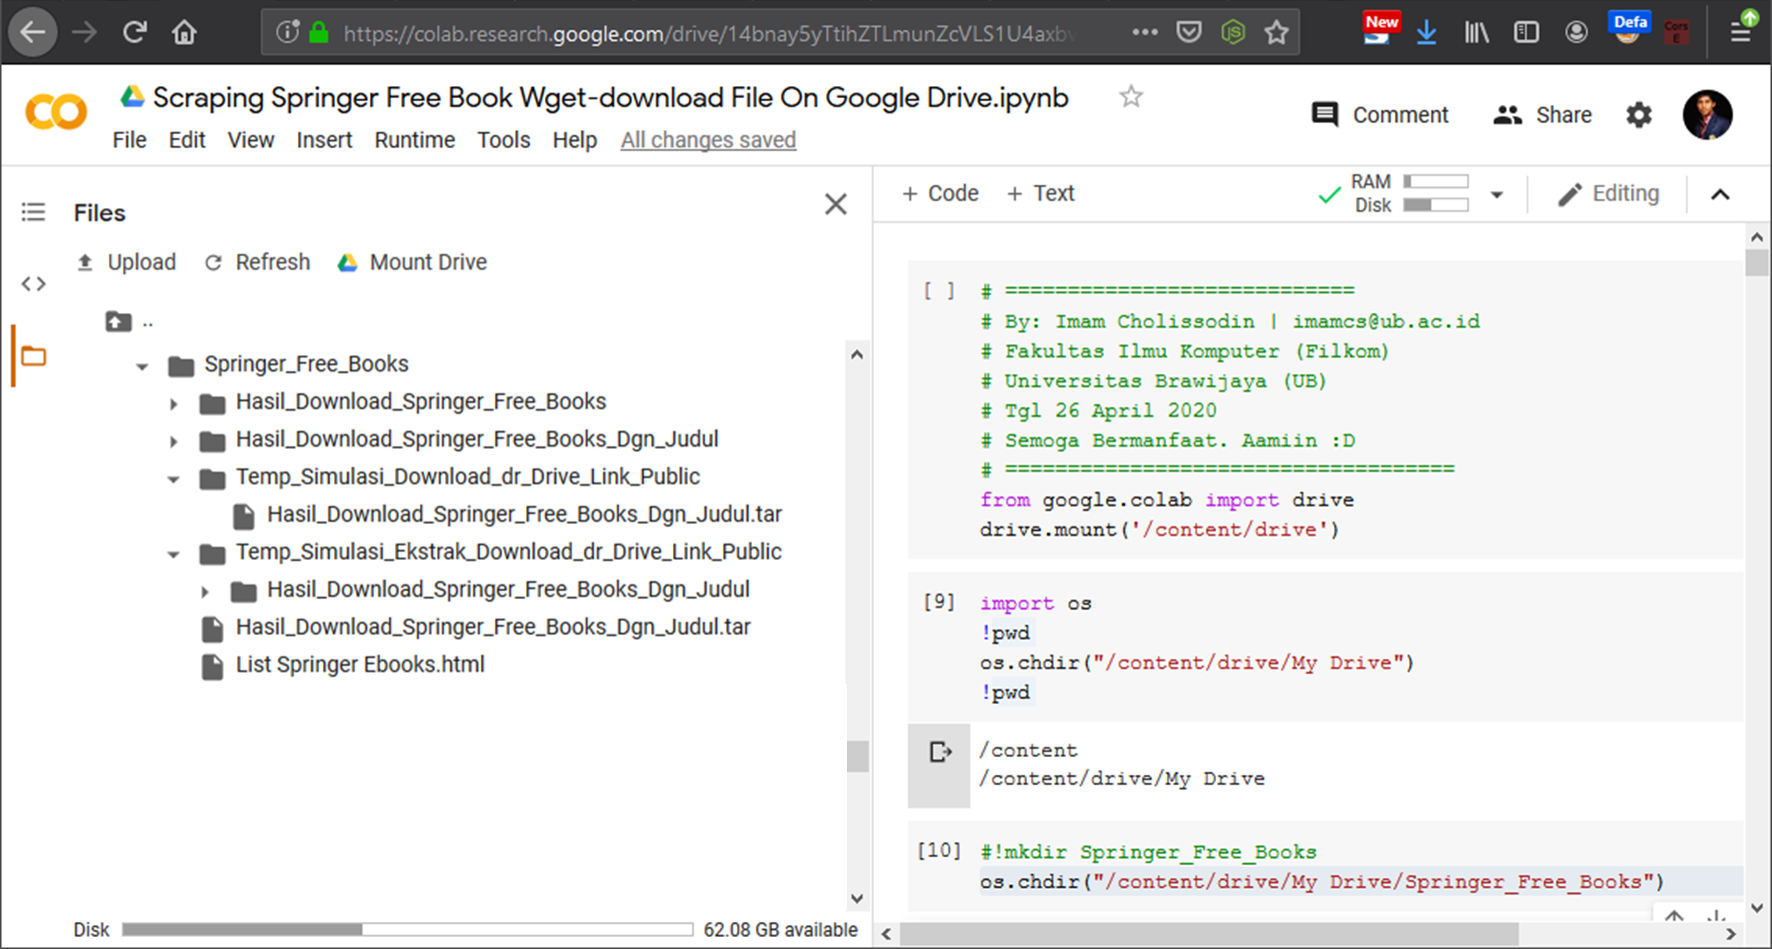 https://colab.research.google.com/drive/14bnay5yTtihZTLmunZcVLS1U4axbv
New
Defa
Cors
E
Scraping Springer Free Book Wget-download File On Google Drive.ipynb
File Edit View Insert Runtime Tools Help All changes saved
Comment Share
Files
Upload Refresh Mount Drive
..
Springer_Free_Books
Hasil_Download_Springer_Free_Books
Hasil_Download_Springer_Free_Books_Dgn_Judul
Temp_Simulasi_Download_dr_Drive_Link_Public
Hasil_Download_Springer_Free_Books_Dgn_Judul.tar
Temp_Simulasi_Ekstrak_Download_dr_Drive_Link_Public
Hasil_Download_Springer_Free_Books_Dgn_Judul
Hasil_Download_Springer_Free_Books_Dgn_Judul.tar
List Springer Ebooks.html
Disk 62.08 GB available
+ Code + Text
RAM
Disk
Editing
[ ] # ============================
# By: Imam Cholissodin | imamcs@ub.ac.id
# Fakultas Ilmu Komputer (Filkom)
# Universitas Brawijaya (UB)
# Tgl 26 April 2020
# Semoga Bermanfaat. Aamiin :D
# ====================================
from google.colab import drive
drive.mount('/content/drive')
[9] import os
!pwd
os.chdir("/content/drive/My Drive")
!pwd
/content
/content/drive/My Drive
[10] #!mkdir Springer_Free_Books
os.chdir("/content/drive/My Drive/Springer_Free_Books")